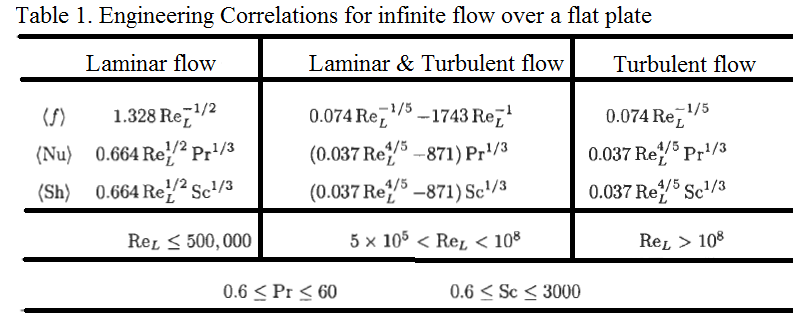 Table 1. Engineering Correlations for infinite flow over a flat plate
Laminar flow Laminar & Turbulent flow Turbulent flow
⟨f⟩ 1.328 Re_L^{-1/2} 0.074 Re_L^{-1/5} –1743 Re_L^{-1} 0.074 Re_L^{-1/5}
⟨Nu⟩ 0.664 Re_L^{1/2} Pr^{1/3} (0.037 Re_L^{4/5} –871) Pr^{1/3} 0.037 Re_L^{4/5} Pr^{1/3}
⟨Sh⟩ 0.664 Re_L^{1/2} Sc^{1/3} (0.037 Re_L^{4/5} –871) Sc^{1/3} 0.037 Re_L^{4/5} Sc^{1/3}
Re_L ≤ 500,000 5 × 10^5 < Re_L < 10^8 Re_L > 10^8
0.6 ≤ Pr ≤ 60 0.6 ≤ Sc ≤ 3000